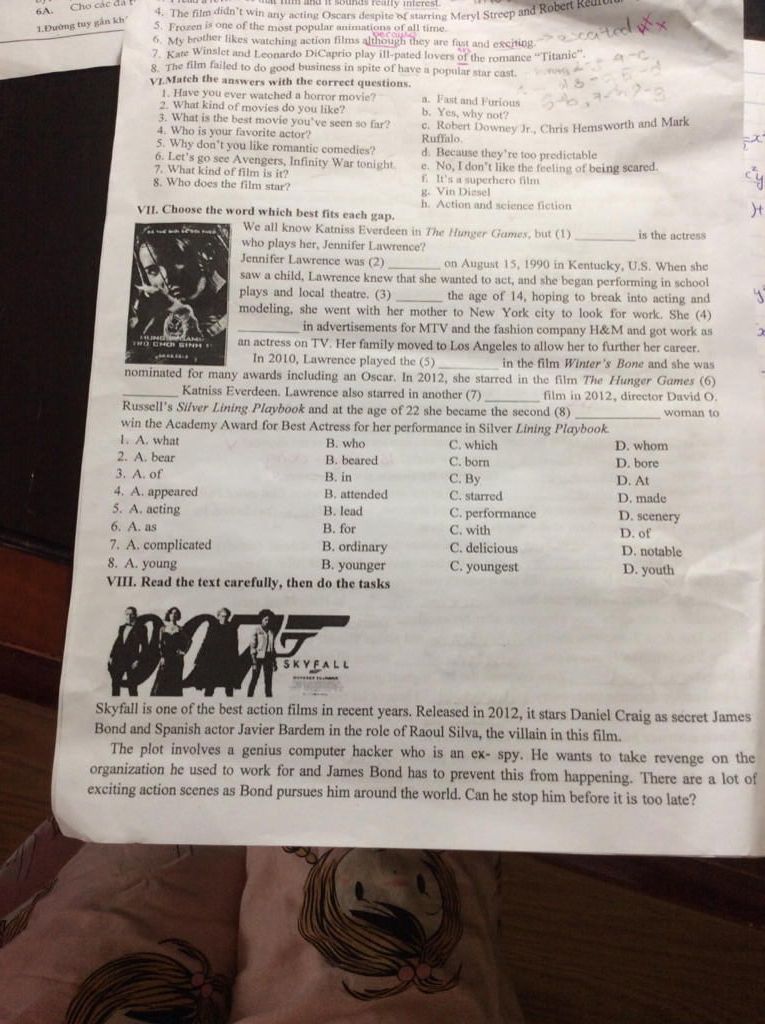 6A. Cho các đa t
1.Đường tuy gần kh
film and it sounds really interest.
4. The film didn't win any acting Oscars despite of starring Meryl Streep and Robert
5. Frozen is one of the most popular animations of all time.
because
6. My brother likes watching action films although they are fast and exciting. → excited
7. Kate Winslet and Leonardo DiCaprio play ill-pated lovers of the romance "Titanic".
8. The film failed to do good business in spite of have a popular star cast.
VI.Match the answers with the correct questions.
1. Have you ever watched a horror movie?
2. What kind of movies do you like?
3. What is the best movie you've seen so far?
4. Who is your favorite actor?
5. Why don't you like romantic comedies?
6. Let's go see Avengers, Infinity War tonight.
7. What kind of film is it?
8. Who does the film star?
a. Fast and Furious
b. Yes, why not?
c. Robert Downey Jr., Chris Hemsworth and Mark
Ruffalo.
d. Because they're too predictable
e. No, I don't like the feeling of being scared.
f. It's a superhero film
g. Vin Diesel
h. Action and science fiction
VII. Choose the word which best fits each gap.
We all know Katniss Everdeen in The Hunger Games, but (1) _________ is the actress
who plays her, Jennifer Lawrence?
Jennifer Lawrence was (2) ________ on August 15, 1990 in Kentucky, U.S. When she
saw a child, Lawrence knew that she wanted to act, and she began performing in school
plays and local theatre. (3) _______ the age of 14, hoping to break into acting and
modeling, she went with her mother to New York city to look for work. She (4)
_________ in advertisements for MTV and the fashion company H&M and got work as
an actress on TV. Her family moved to Los Angeles to allow her to further her career.
In 2010, Lawrence played the (5) _________ in the film Winter's Bone and she was
nominated for many awards including an Oscar. In 2012, she starred in the film The Hunger Games (6)
_________ Katniss Everdeen. Lawrence also starred in another (7) ________ film in 2012, director David O.
Russell's Silver Lining Playbook and at the age of 22 she became the second (8) ____________ woman to
win the Academy Award for Best Actress for her performance in Silver Lining Playbook.
1. A. what B. who C. which D. whom
2. A. bear B. beared C. born D. bore
3. A. of B. in C. By D. At
4. A. appeared B. attended C. starred D. made
5. A. acting B. lead C. performance D. scenery
6. A. as B. for C. with D. of
7. A. complicated B. ordinary C. delicious D. notable
8. A. young B. younger C. youngest D. youth
VIII. Read the text carefully, then do the tasks
SKYFALL
Skyfall is one of the best action films in recent years. Released in 2012, it stars Daniel Craig as secret James
Bond and Spanish actor Javier Bardem in the role of Raoul Silva, the villain in this film.
The plot involves a genius computer hacker who is an ex- spy. He wants to take revenge on the
organization he used to work for and James Bond has to prevent this from happening. There are a lot of
exciting action scenes as Bond pursues him around the world. Can he stop him before it is too late?